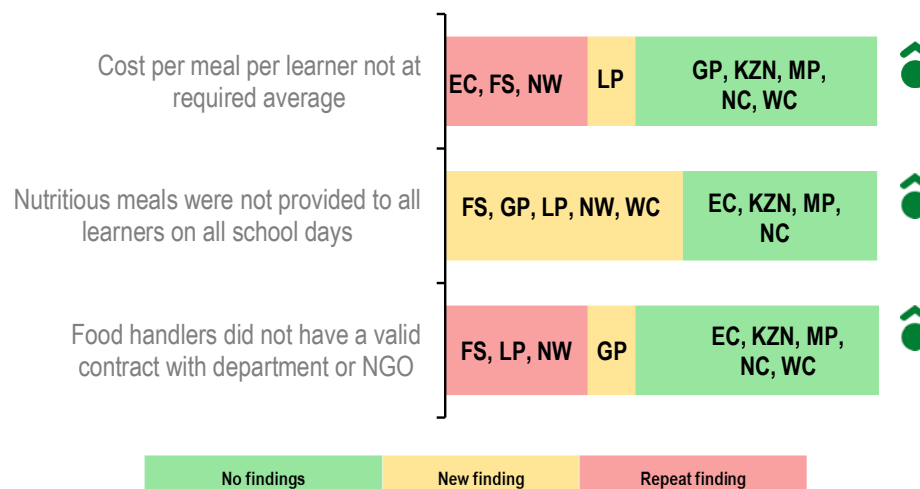 Cost per meal per learner not at
required average
EC, FS, NW
LP
GP, KZN, MP,
NC, WC
Nutritious meals were not provided to all
learners on all school days
FS, GP, LP, NW, WC
EC, KZN, MP,
NC
Food handlers did not have a valid
contract with department or NGO
FS, LP, NW
GP
EC, KZN, MP,
NC, WC
No findings
New finding
Repeat finding